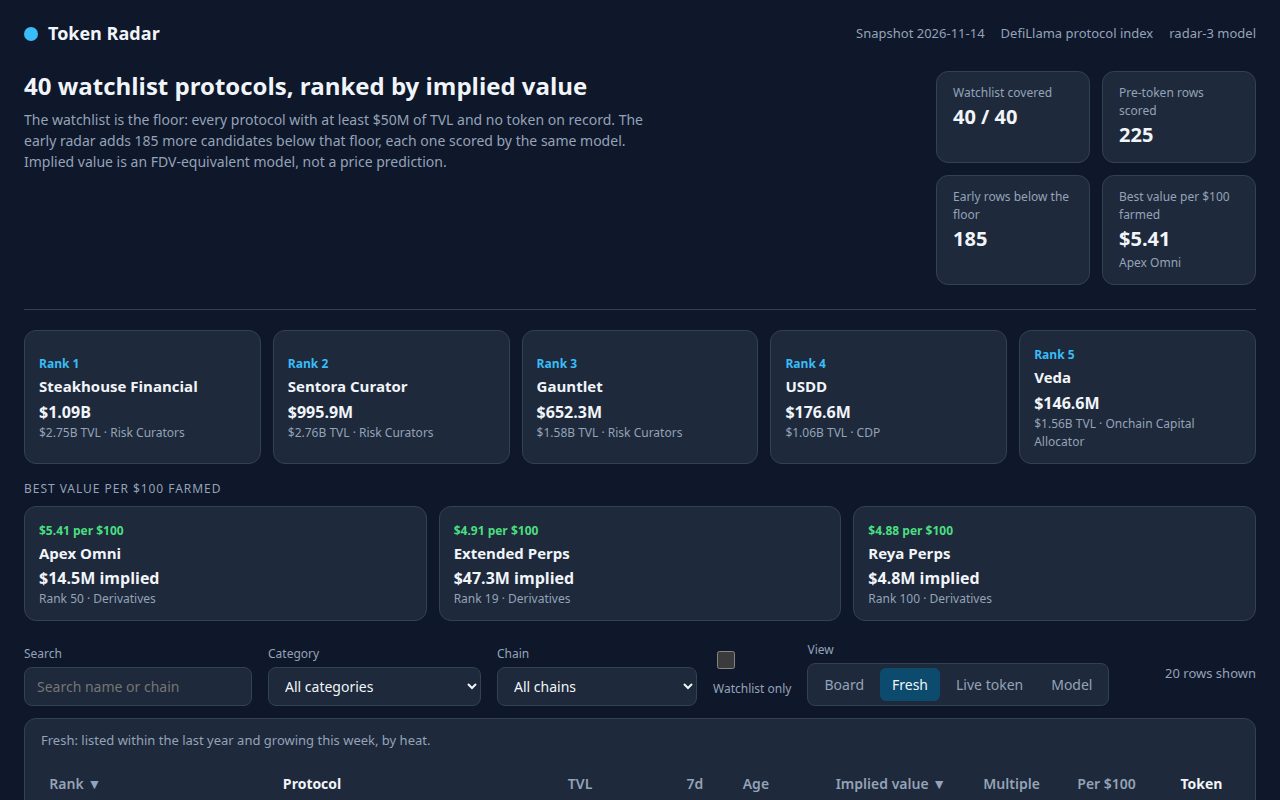 Token Radar
Snapshot 2026-11-14 DefiLlama protocol index radar-3 model
40 watchlist protocols, ranked by implied value
The watchlist is the floor: every protocol with at least $50M of TVL and no token on record. The
early radar adds 185 more candidates below that floor, each one scored by the same model.
Implied value is an FDV-equivalent model, not a price prediction.
Watchlist covered
40 / 40
Pre-token rows
scored
225
Early rows below the
floor
185
Best value per $100
farmed
$5.41
Apex Omni
Rank 1
Steakhouse Financial
$1.09B
$2.75B TVL · Risk Curators
Rank 2
Sentora Curator
$995.9M
$2.76B TVL · Risk Curators
Rank 3
Gauntlet
$652.3M
$1.58B TVL · Risk Curators
Rank 4
USDD
$176.6M
$1.06B TVL · CDP
Rank 5
Veda
$146.6M
$1.56B TVL · Onchain Capital
Allocator
BEST VALUE PER $100 FARMED
$5.41 per $100
Apex Omni
$14.5M implied
Rank 50 · Derivatives
$4.91 per $100
Extended Perps
$47.3M implied
Rank 19 · Derivatives
$4.88 per $100
Reya Perps
$4.8M implied
Rank 100 · Derivatives
Search
Search name or chain
Category
All categories
Chain
All chains
Watchlist only
View
Board Fresh Live token Model
20 rows shown
Fresh: listed within the last year and growing this week, by heat.
Rank ▼ Protocol TVL 7d Age Implied value ▼ Multiple Per $100 Token